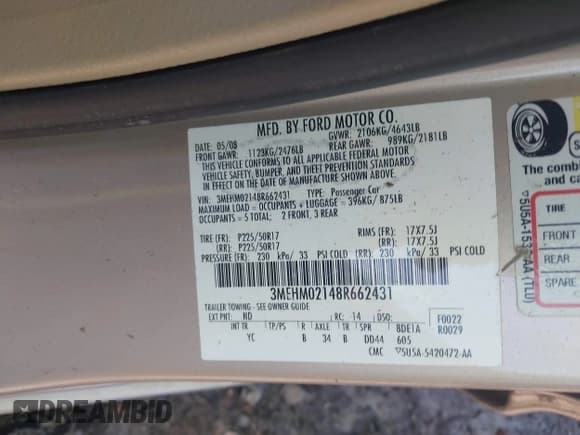 MFD. BY FORD MOTOR CO.
DATE: 05/08 GVWR: 2106KG/4643LB
FRONT GAWR: 1123KG/2476LB REAR GAWR: 989KG/2181LB
THIS VEHICLE CONFORMS TO ALL APPLICABLE FEDERAL MOTOR
VEHICLE SAFETY, BUMPER, AND THEFT PREVENTION STANDARDS
IN EFFECT ON THE DATE OF MANUFACTURE SHOWN ABOVE.
VIN: 3MEHM02148R662431 TYPE: Passenger Car
MAXIMUM LOAD = OCCUPANTS + LUGGAGE = 396KG/ 875LB
OCCUPANTS = 5 TOTAL: 2 FRONT, 3 REAR
TIRE (FR): P225/50R17 RIMS (FR): 17X7.5J
(RR): P225/50R17 (RR): 17X7.5J
PRESSURE (FR): 230 kPa/ 33 PSI COLD (RR): 230 kPa/ 33 PSI COLD
3MEHM02148R662431
TRAILER TOWING - SEE OWNER GUIDE
EXT PNT: ND RC: 14 DSO: F0022
R0029
INT TR TP/PS R AXLE TR SPR BDE1A
YC B 34 B DD44 605
CMC ▽5U5A-5420472-AA
TIRE
FRONT
REAR
SPARE
DREAMBID